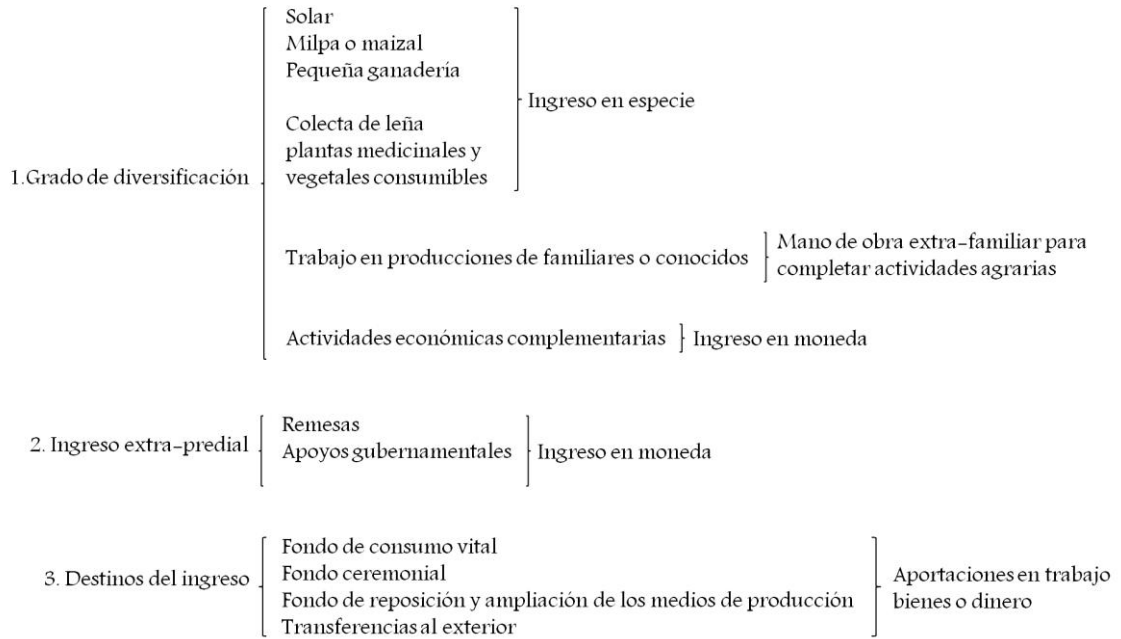 1.Grado de diversificación
Solar
Milpa o maizal
Pequeña ganadería
Colecta de leña
plantas medicinales y
vegetales consumibles
Ingreso en especie
Trabajo en producciones de familiares o conocidos
Mano de obra extra-familiar para
completar actividades agrarias
Actividades económicas complementarias
Ingreso en moneda
2. Ingreso extra-predial
Remesas
Apoyos gubernamentales
Ingreso en moneda
3. Destinos del ingreso
Fondo de consumo vital
Fondo ceremonial
Fondo de reposición y ampliación de los medios de producción
Transferencias al exterior
Aportaciones en trabajo
bienes o dinero